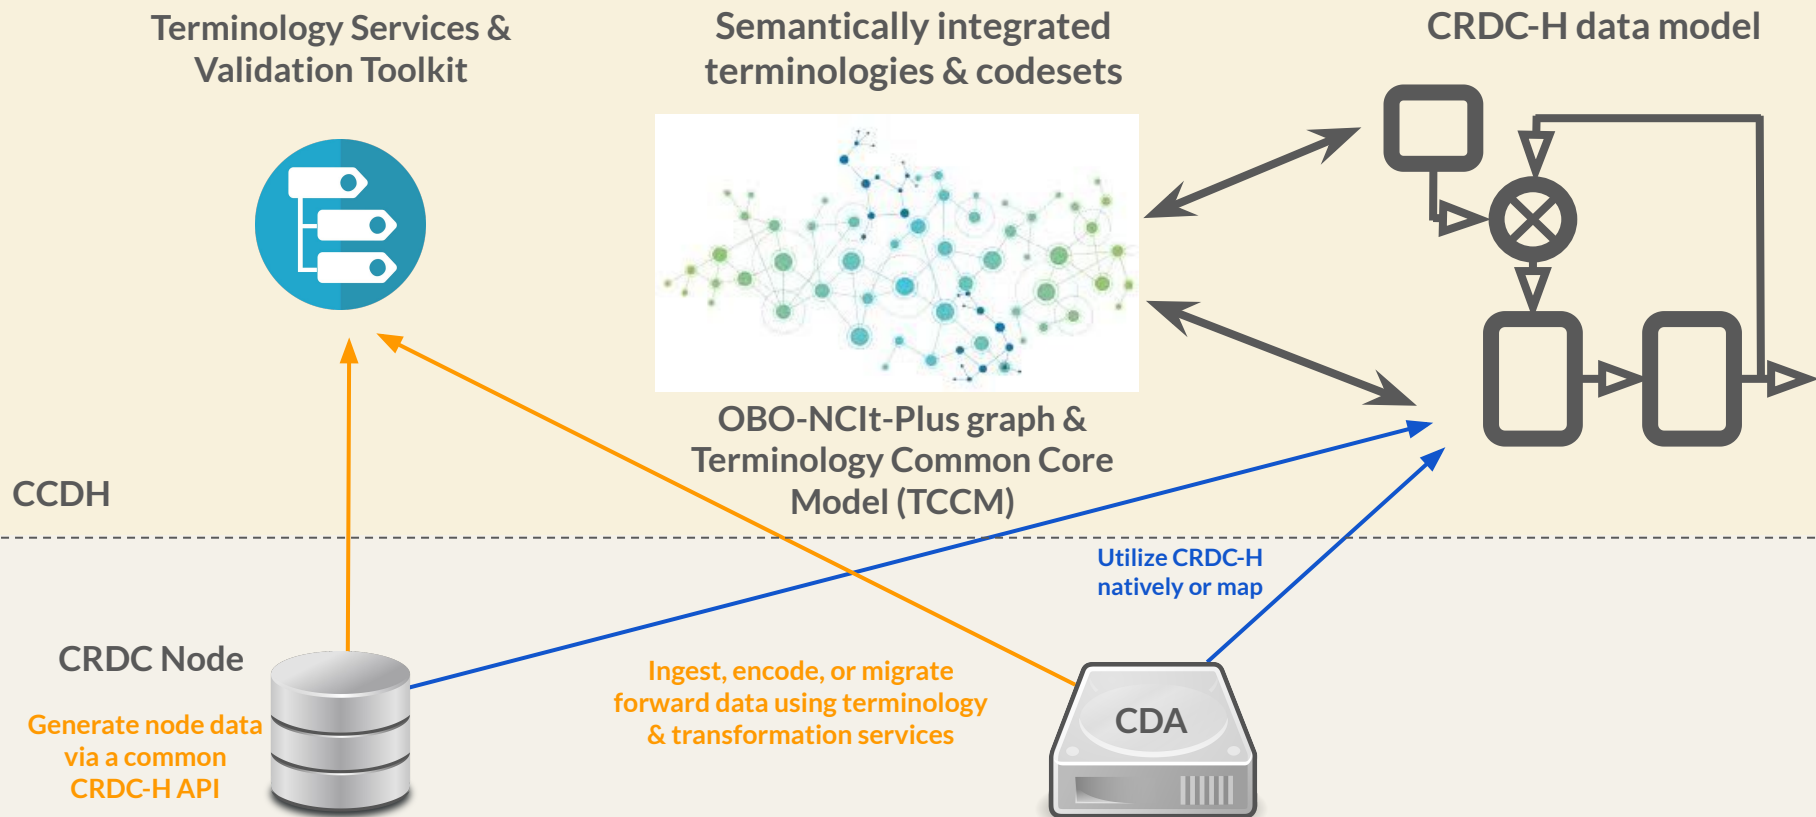 Terminology Services &
Validation Toolkit
Semantically integrated
terminologies & codesets
CRDC-H data model
OBO-NCIt-Plus graph &
Terminology Common Core
Model (TCCM)
CCDH
Utilize CRDC-H
natively or map
CRDC Node
Generate node data
via a common
CRDC-H API
Ingest, encode, or migrate
forward data using terminology
& transformation services
CDA